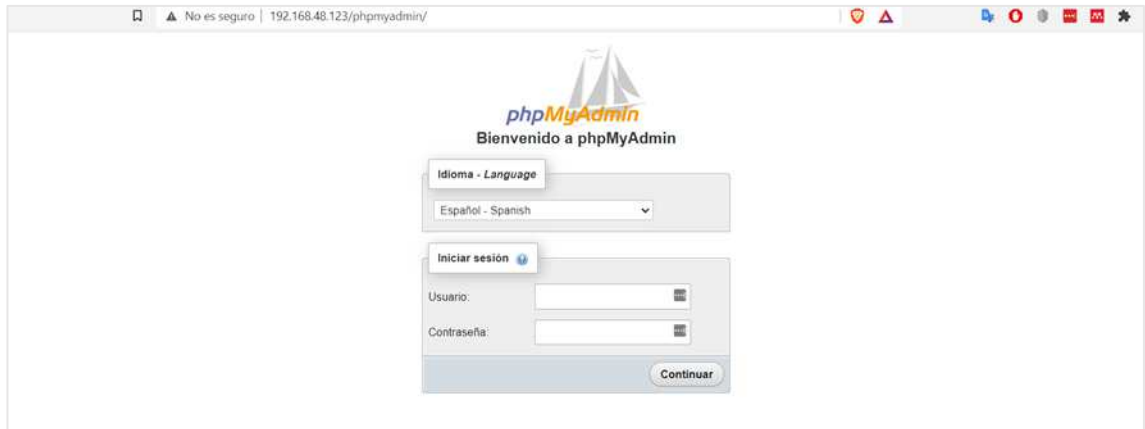 No es seguro | 192.168.48.123/phpmyadmin/
phpMyAdmin
Bienvenido a phpMyAdmin
Idioma - Language
Español - Spanish
Iniciar sesión
Usuario:
Contraseña:
Continuar